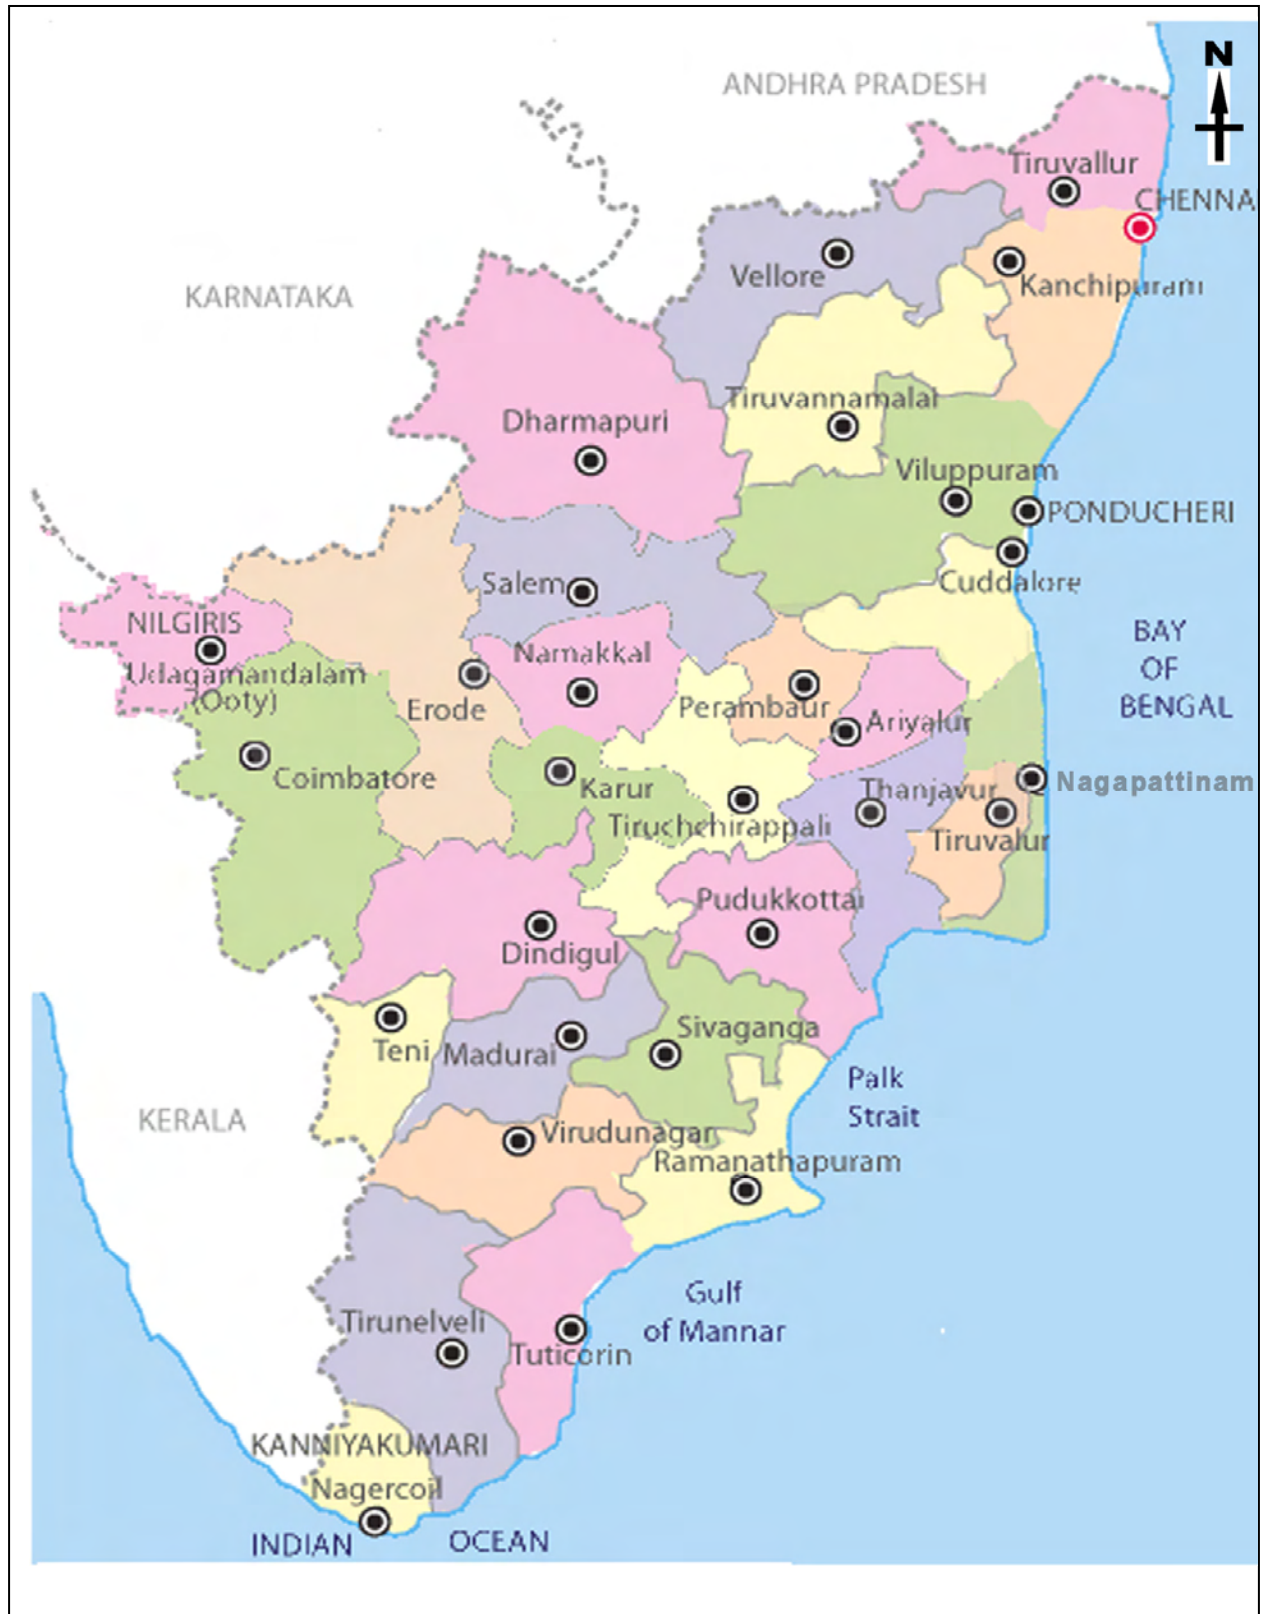 N
ANDHRA PRADESH
Tiruvallur
CHENNA
Vellore
Kanchipuram
KARNATAKA
Tiruvannamalai
Dharmapuri
Viluppuram
PONDUCHERI
Cuddalore
Salem
NILGIRIS
Udagamandalam
(Ooty)
Namakkal
BAY
OF
BENGAL
Erode
Perambaur
Ariyalur
Coimbatore
Karur
Thanjavur
Nagapattinam
Tiruchchirappali
Tiruvalur
Pudukkottai
Dindigul
Sivaganga
Teni
Madurai
Palk
Strait
KERALA
Virudunagar
Ramanathapuram
Gulf
of Mannar
Tirunelveli
Tuticorin
KANNIYAKUMARI
Nagercoil
INDIAN OCEAN